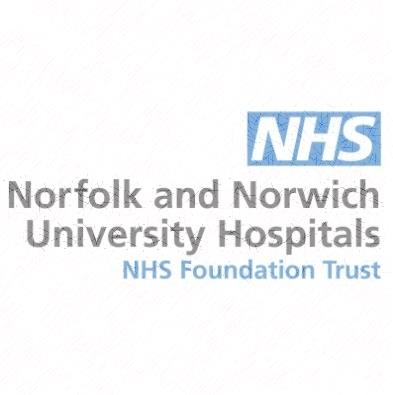 NHS
Norfolk and Norwich
University Hospitals
NHS Foundation Trust